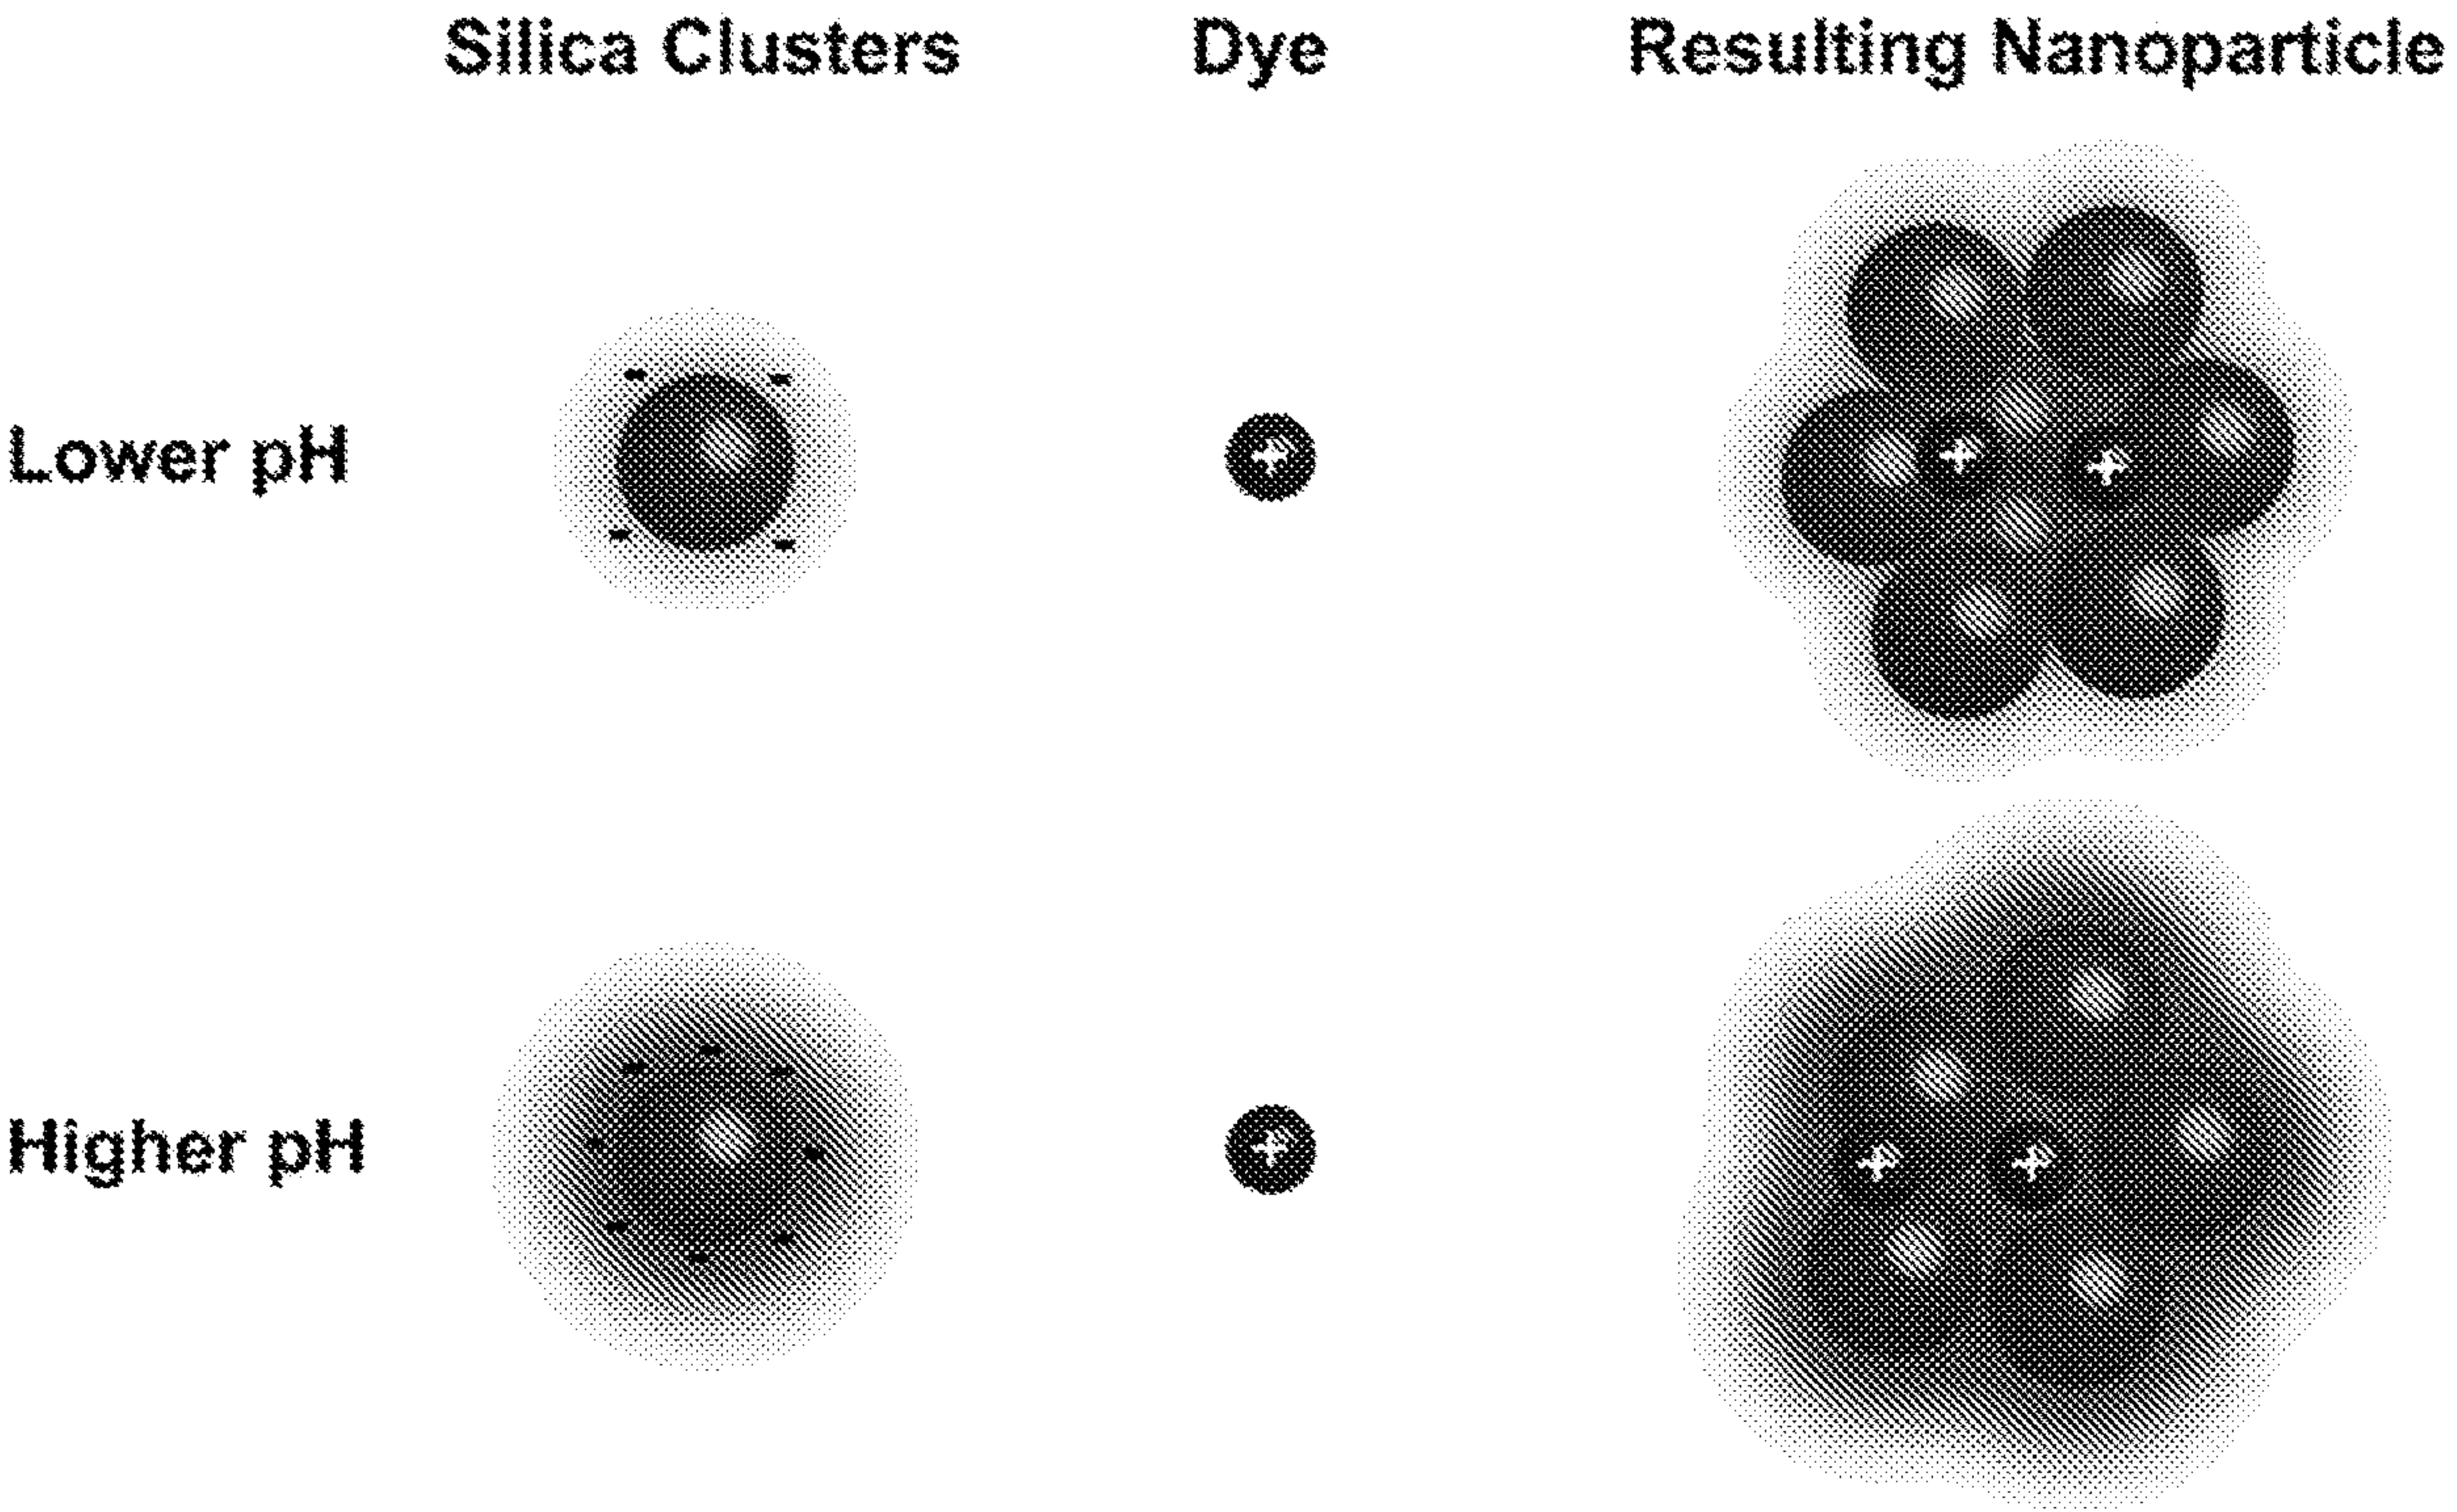 Silica Clusters Dye Resulting Nanoparticle
Lower pH
Higher pH